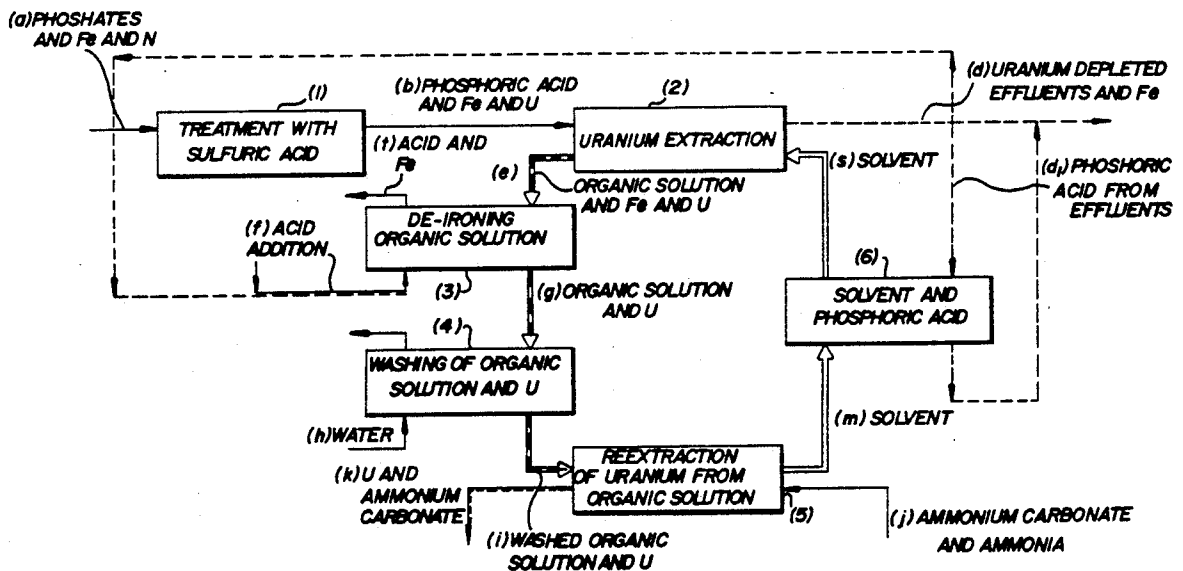 (a) PHOSHATES
AND Fe AND N
(1)
TREATMENT WITH
SULFURIC ACID
(b) PHOSPHORIC ACID
AND Fe AND U
(2)
URANIUM EXTRACTION
(d) URANIUM DEPLETED
EFFLUENTS AND Fe
(t) ACID AND
Fe
(e)
ORGANIC SOLUTION
AND Fe AND U
(s) SOLVENT
(d₁) PHOSHORIC
ACID FROM
EFFLUENTS
(f) ACID
ADDITION
DE-IRONING
ORGANIC SOLUTION
(3)
(g) ORGANIC SOLUTION
AND U
(6)
SOLVENT AND
PHOSPHORIC ACID
(4)
WASHING OF ORGANIC
SOLUTION AND U
(h) WATER
(m) SOLVENT
(k) U AND
AMMONIUM
CARBONATE
REEXTRACTION
OF URANIUM FROM
ORGANIC SOLUTION
(5)
(i) WASHED ORGANIC
SOLUTION AND U
(j) AMMONIUM CARBONATE
AND AMMONIA